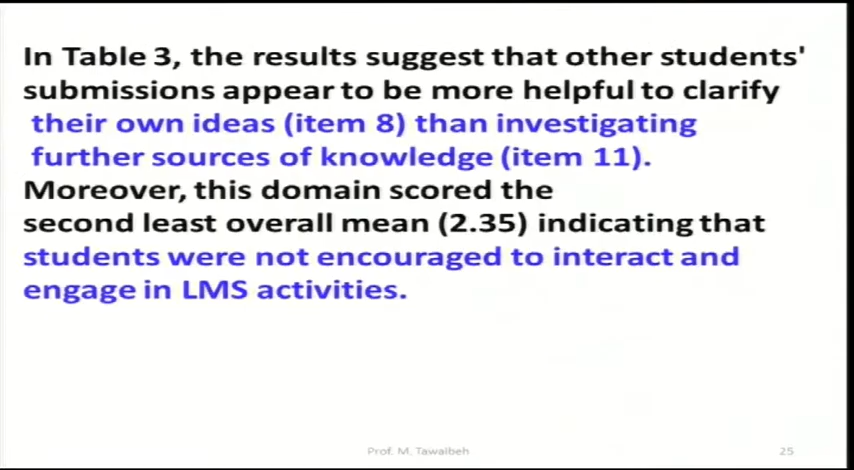 In Table 3, the results suggest that other students'
submissions appear to be more helpful to clarify
their own ideas (item 8) than investigating
further sources of knowledge (item 11).
Moreover, this domain scored the
second least overall mean (2.35) indicating that
students were not encouraged to interact and
engage in LMS activities.
Prof. M. Tawalbeh
25